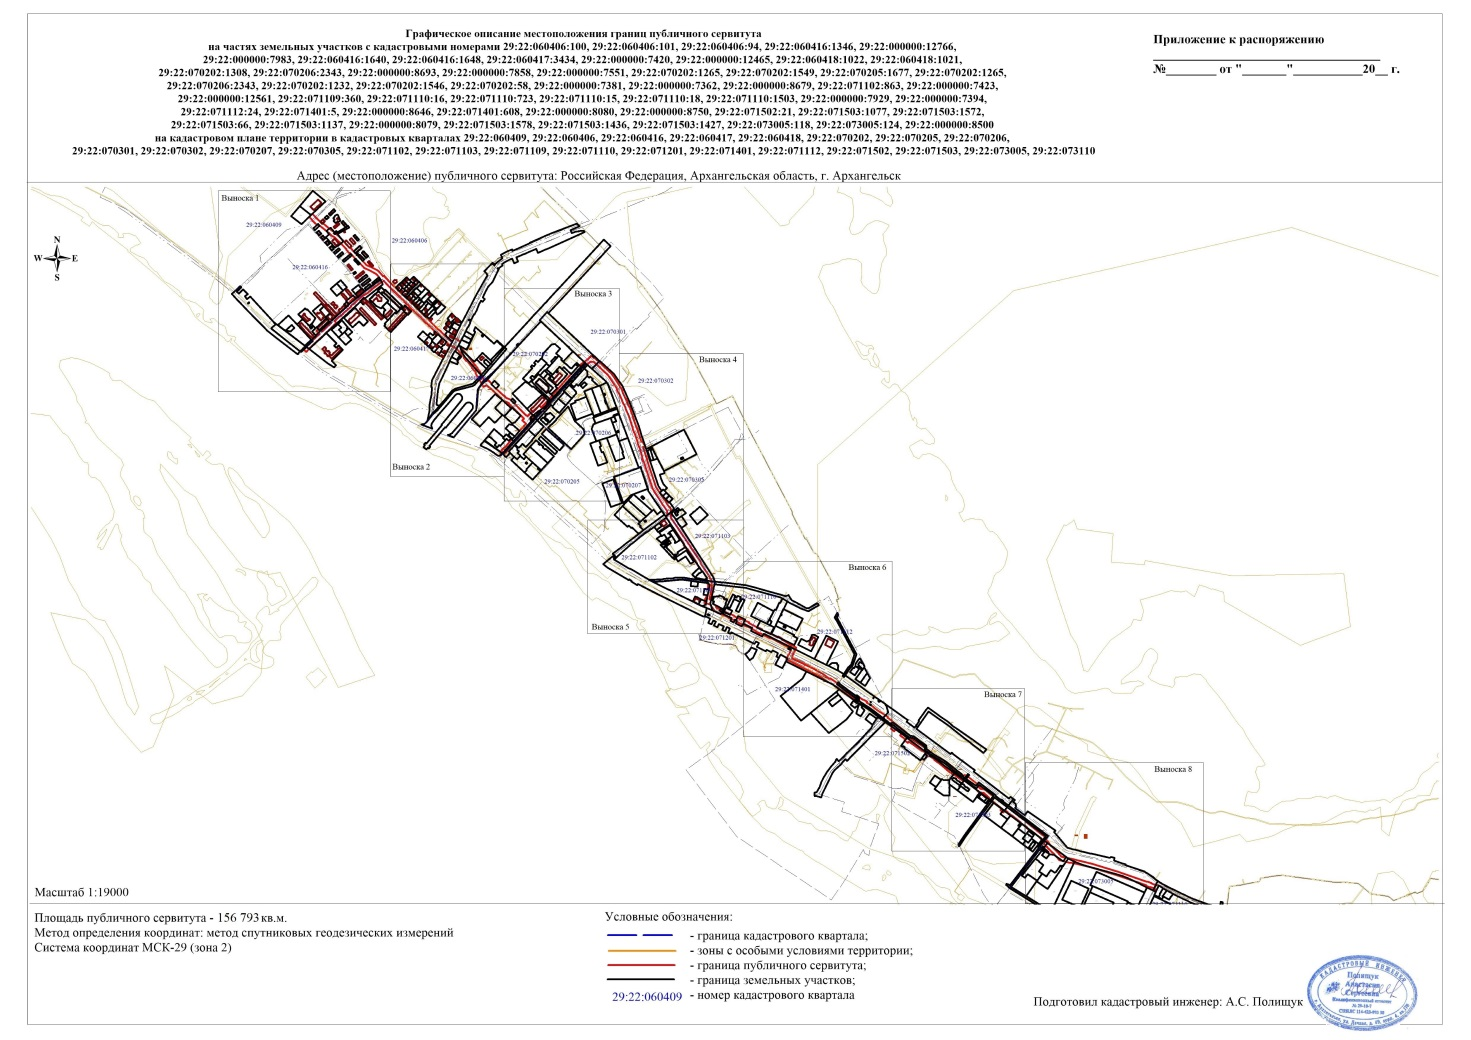 Графическое описание местоположения границ публичного сервитута
на частях земельных участков с кадастровыми номерами 29:22:060406:100, 29:22:060406:101, 29:22:060406:94, 29:22:060416:1346, 29:22:000000:12766,
29:22:000000:7983, 29:22:060416:1640, 29:22:060416:1648, 29:22:060417:3434, 29:22:000000:7420, 29:22:000000:12465, 29:22:060418:1022, 29:22:060418:1021,
29:22:070202:1308, 29:22:070206:2343, 29:22:000000:8693, 29:22:000000:7858, 29:22:000000:7551, 29:22:070202:1265, 29:22:070202:1549, 29:22:070205:1677, 29:22:070202:1265,
29:22:070206:2343, 29:22:070202:1232, 29:22:070202:1546, 29:22:070202:58, 29:22:000000:7381, 29:22:000000:7362, 29:22:000000:8679, 29:22:071102:863, 29:22:000000:7423,
29:22:000000:12561, 29:22:071109:360, 29:22:071110:16, 29:22:071110:723, 29:22:071110:15, 29:22:071110:18, 29:22:071110:1503, 29:22:000000:7929, 29:22:000000:7394,
29:22:071112:24, 29:22:071401:5, 29:22:000000:8646, 29:22:071401:608, 29:22:000000:8080, 29:22:000000:8750, 29:22:071502:21, 29:22:071503:1077, 29:22:071503:1572,
29:22:071503:66, 29:22:071503:1137, 29:22:000000:8079, 29:22:071503:1578, 29:22:071503:1436, 29:22:071503:1427, 29:22:073005:118, 29:22:073005:124, 29:22:000000:8500
на кадастровом плане территории в кадастровых кварталах 29:22:060409, 29:22:060406, 29:22:060416, 29:22:060417, 29:22:060418, 29:22:070202, 29:22:070205, 29:22:070206,
29:22:070301, 29:22:070302, 29:22:070207, 29:22:070305, 29:22:071102, 29:22:071103, 29:22:071109, 29:22:071110, 29:22:071201, 29:22:071401, 29:22:071112, 29:22:071502, 29:22:071503, 29:22:073005, 29:22:073110
Приложение к распоряжению
№________ от "_______"___________20__ г.
Адрес (местоположение) публичного сервитута: Российская Федерация, Архангельская область, г. Архангельск
Выноска 1
29:22:060409
29:22:060406
N
W E
S
29:22:060416
Выноска 3
29:22:070301
Выноска 4
29:22:070302
29:22:070206
Выноска 2
29:22:070205
29:22:070207
29:22:070305
29:22:071103
29:22:071102
Выноска 6
Выноска 5
29:22:071201
29:22:071401
Выноска 7
Выноска 8
29:22:073005
Масштаб 1:19000
Площадь публичного сервитута - 156 793 кв.м.
Метод определения координат: метод спутниковых геодезических измерений
Система координат МСК-29 (зона 2)
Условные обозначения:
- граница кадастрового квартала;
- зоны с особыми условиями территории;
- граница публичного сервитута;
- граница земельных участков;
29:22:060409 - номер кадастрового квартала
Подготовил кадастровый инженер: А.С. Полищук
КАДАСТРОВЫЙ ИНЖЕНЕР
Полищук
Анастасия
Сергеевна